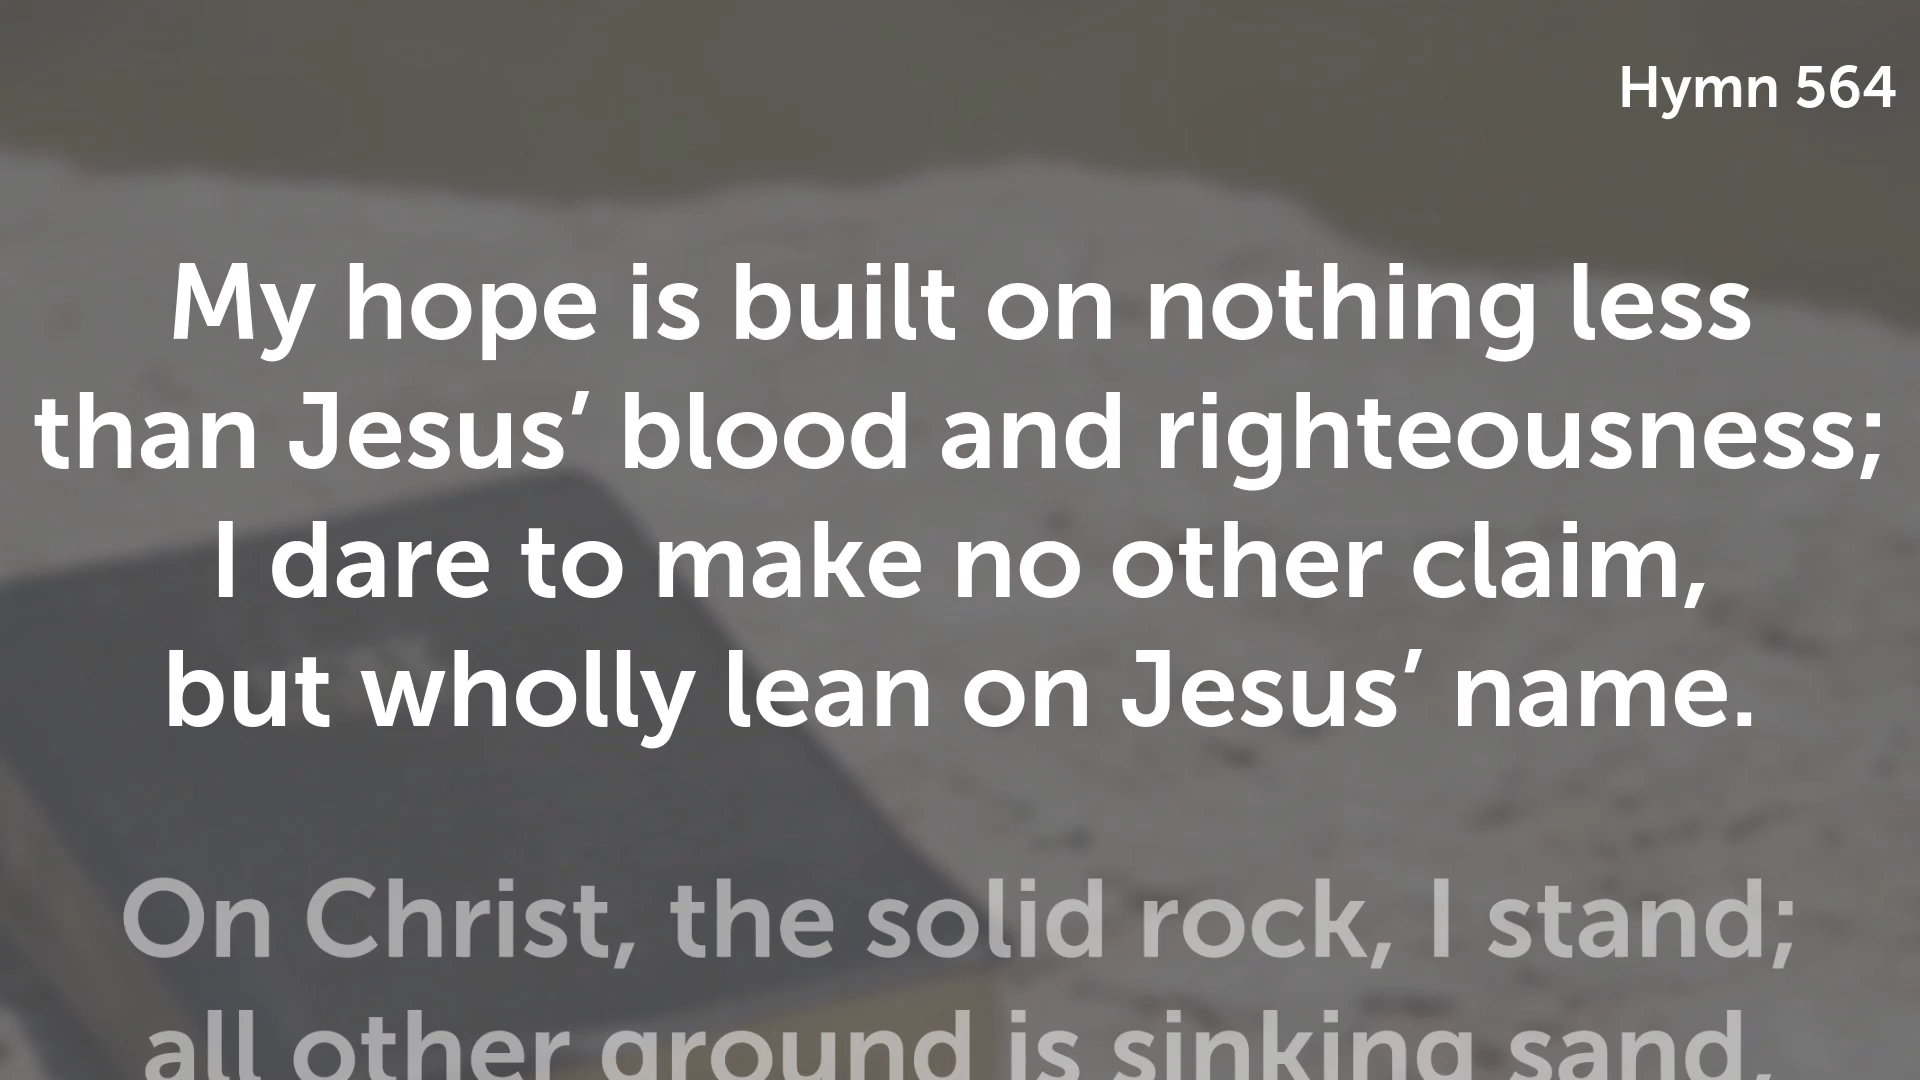 Hymn 564
My hope is built on nothing less
than Jesus’ blood and righteousness;
I dare to make no other claim,
but wholly lean on Jesus’ name.
On Christ, the solid rock, I stand;
all other ground is sinking sand,